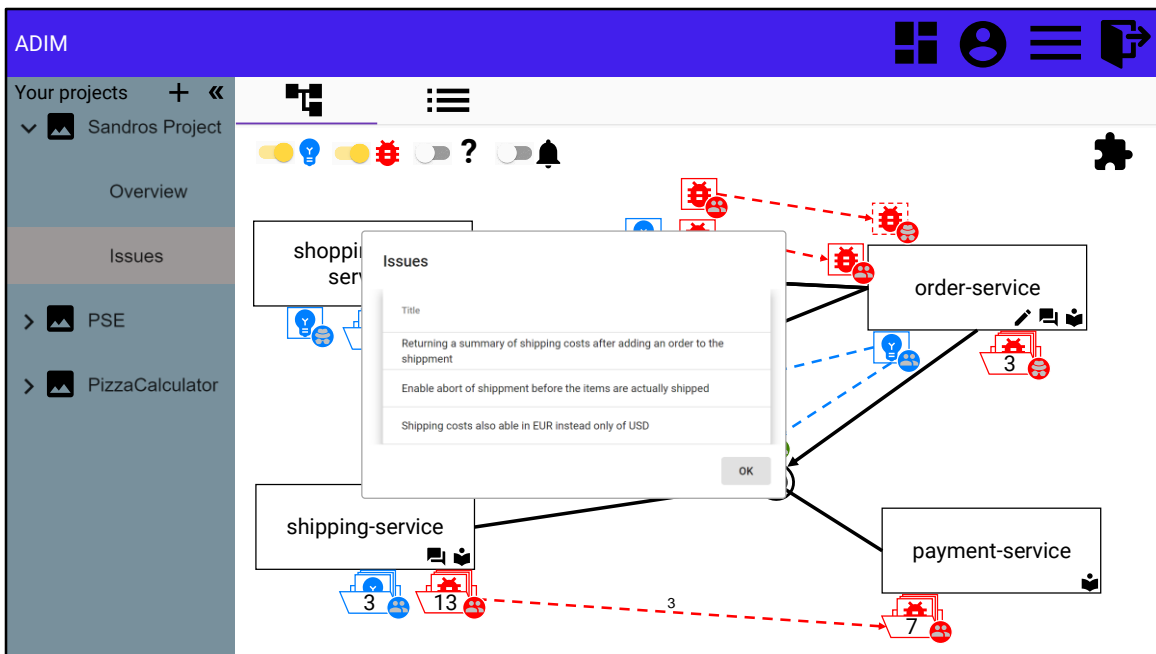 ADIM
Your projects
Sandros Project
Overview
Issues
PSE
PizzaCalculator
?
order-service
3
Issues
Title
Returning a summary of shipping costs after adding an order to the
shippment
Enable abort of shippment before the items are actually shipped
Shipping costs also able in EUR instead only of USD
OK
shipping-service
3
13
3
payment-service
7